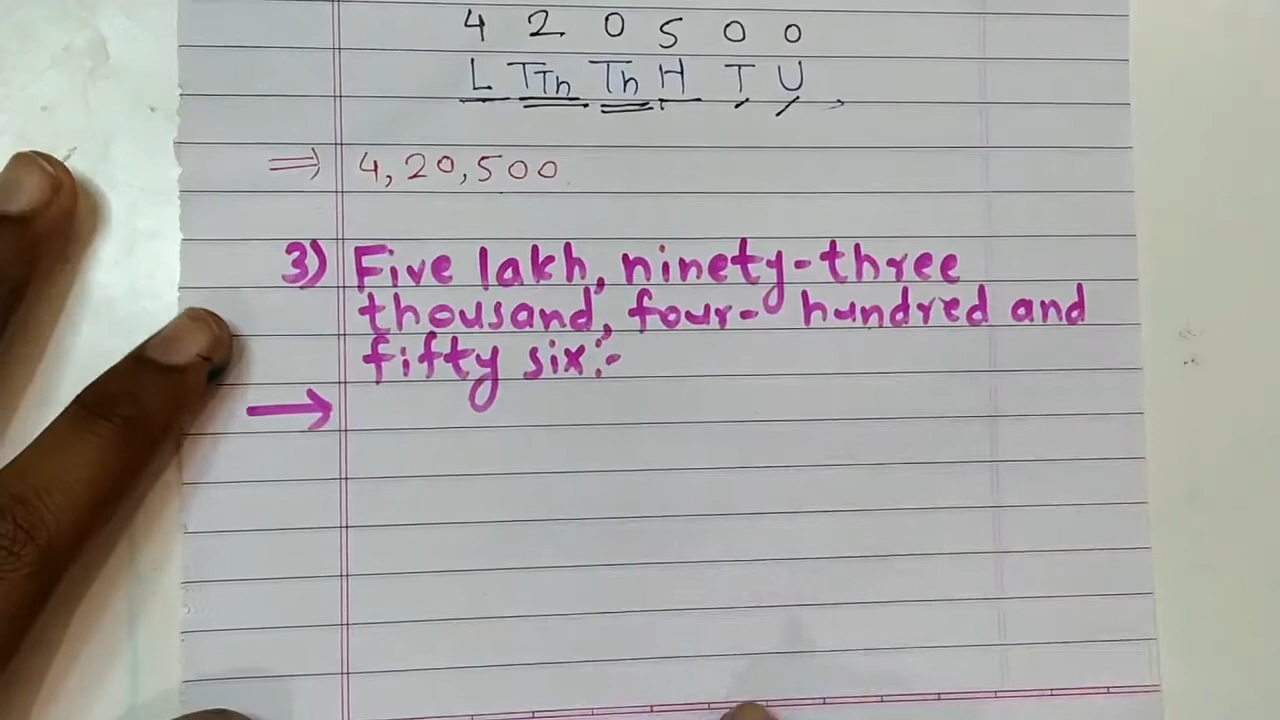 4 2 0 5 0 0
L TTh Th H T U
⇒ 4,20,500
3) Five lakh, ninety-three
thousand, four- hundred and
fifty six:-
→